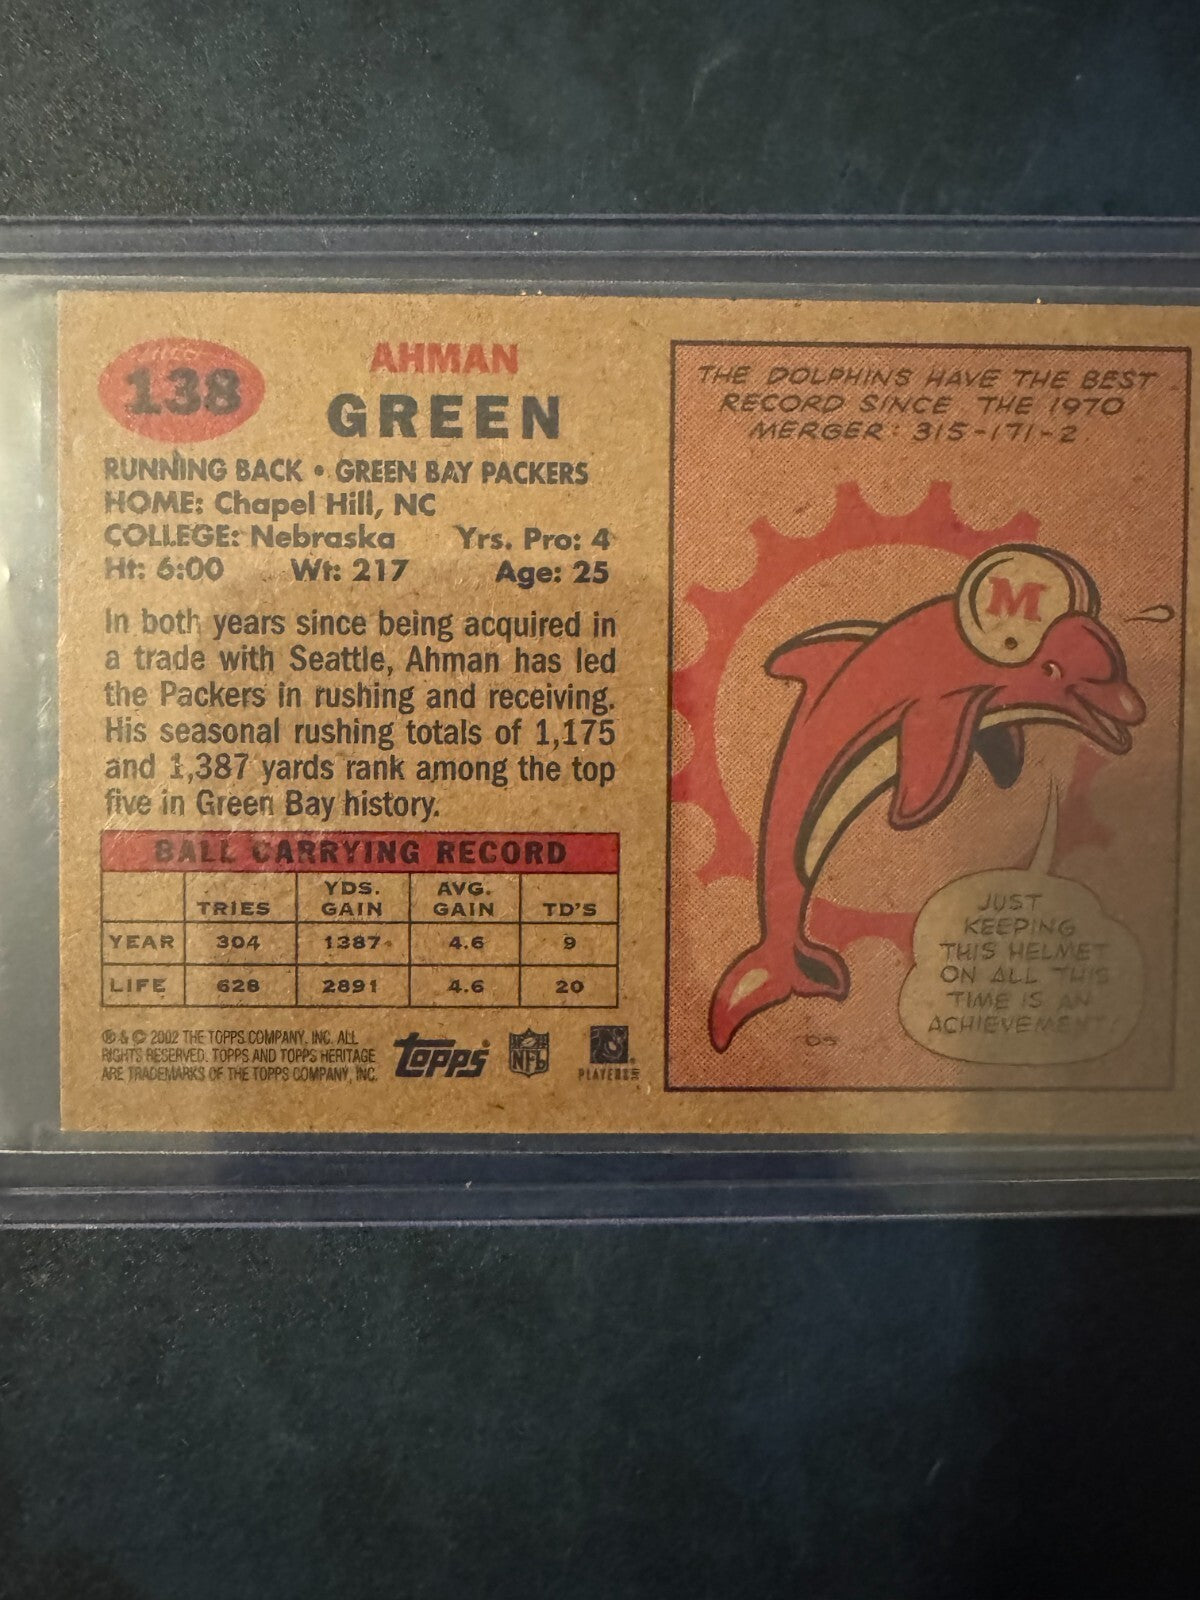 138
AHMAN
GREEN
RUNNING BACK • GREEN BAY PACKERS
HOME: Chapel Hill, NC
COLLEGE: Nebraska Yrs. Pro: 4
Ht: 6:00 Wt: 217 Age: 25
In both years since being acquired in
a trade with Seattle, Ahman has led
the Packers in rushing and receiving.
His seasonal rushing totals of 1,175
and 1,387 yards rank among the top
five in Green Bay history.
BALL CARRYING RECORD
TRIES YDS. GAIN AVG. GAIN TD'S
YEAR 304 1387 4.6 9
LIFE 628 2891 4.6 20
® & © 2002 THE TOPPS COMPANY, INC. ALL
RIGHTS RESERVED. TOPPS AND TOPPS HERITAGE
ARE TRADEMARKS OF THE TOPPS COMPANY, INC.
topps
NFL
PLAYERS INC
THE DOLPHINS HAVE THE BEST
RECORD SINCE THE 1970
MERGER: 315-171-2
M
JUST
KEEPING
THIS HELMET
ON ALL THIS
TIME IS AN
ACHIEVEMENT!